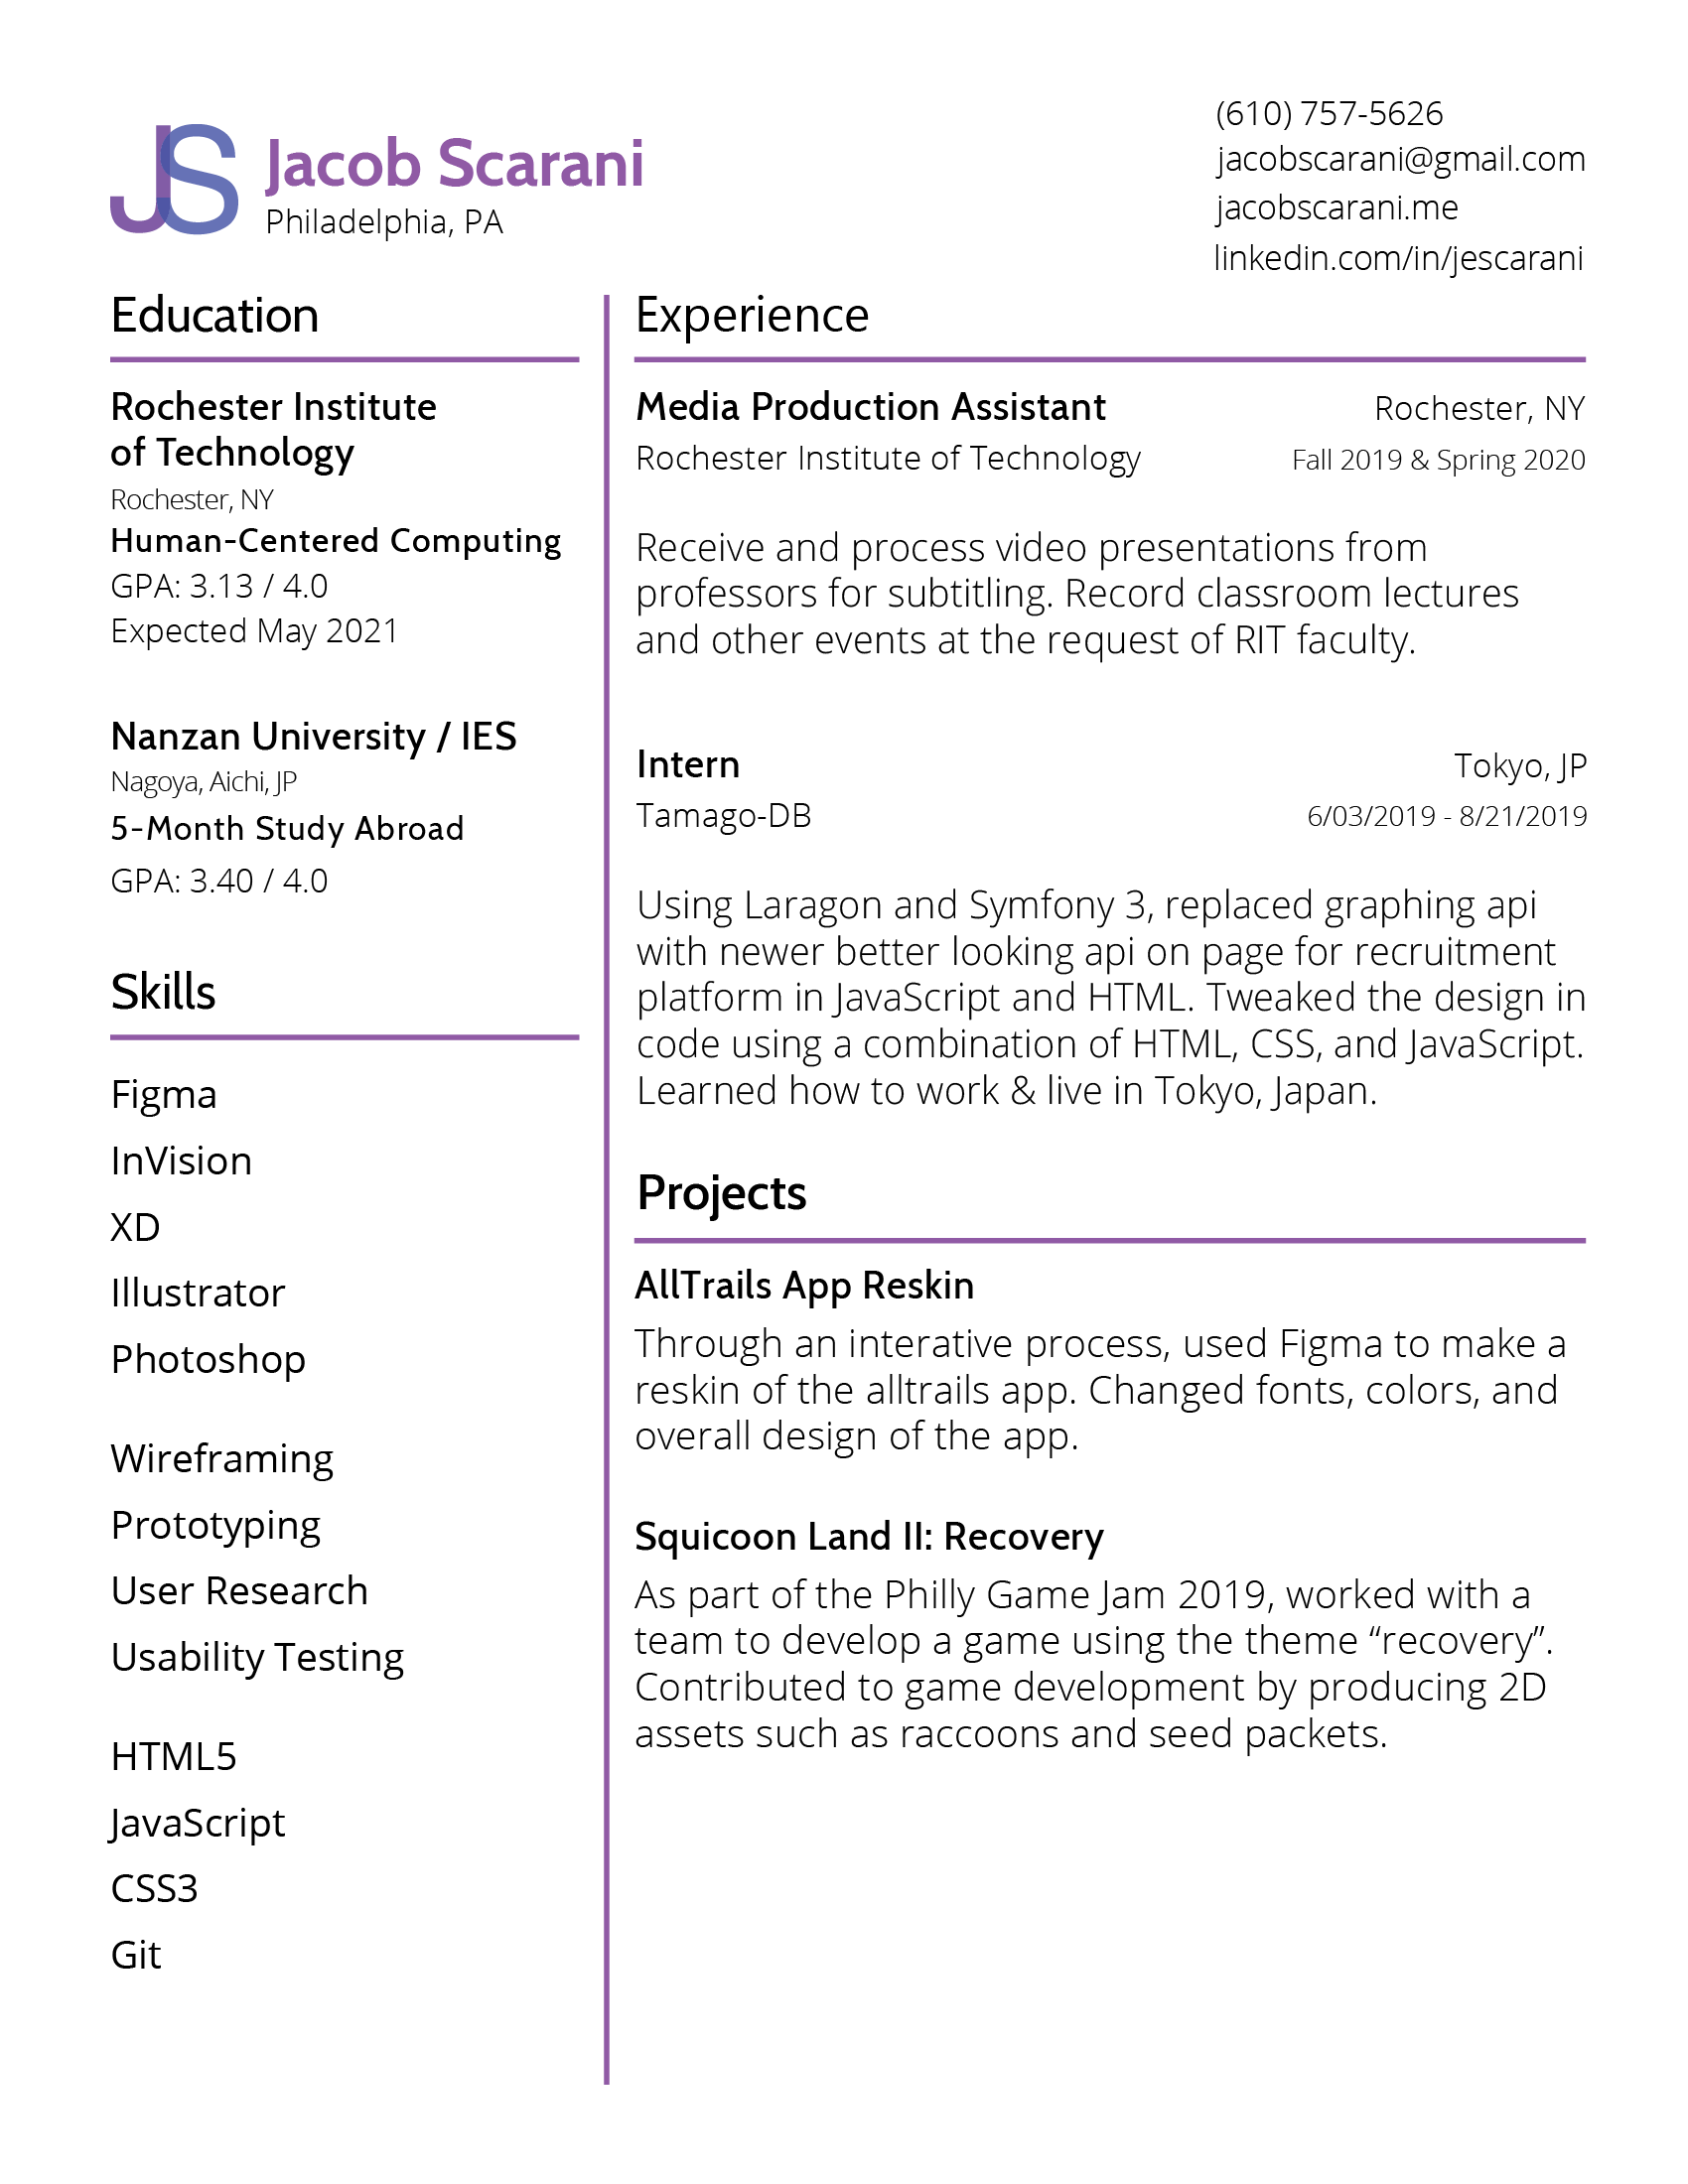 JS
Jacob Scarani
Philadelphia, PA
(610) 757-5626
jacobscarani@gmail.com
jacobscarani.me
linkedin.com/in/jescarani
Education
Rochester Institute
of Technology
Rochester, NY
Human-Centered Computing
GPA: 3.13 / 4.0
Expected May 2021
Nanzan University / IES
Nagoya, Aichi, JP
5-Month Study Abroad
GPA: 3.40 / 4.0
Skills
Figma
InVision
XD
Illustrator
Photoshop
Wireframing
Prototyping
User Research
Usability Testing
HTML5
JavaScript
CSS3
Git
Experience
Media Production Assistant Rochester, NY
Rochester Institute of Technology Fall 2019 & Spring 2020
Receive and process video presentations from
professors for subtitling. Record classroom lectures
and other events at the request of RIT faculty.
Intern Tokyo, JP
Tamago-DB 6/03/2019 - 8/21/2019
Using Laragon and Symfony 3, replaced graphing api
with newer better looking api on page for recruitment
platform in JavaScript and HTML. Tweaked the design in
code using a combination of HTML, CSS, and JavaScript.
Learned how to work & live in Tokyo, Japan.
Projects
AllTrails App Reskin
Through an interative process, used Figma to make a
reskin of the alltrails app. Changed fonts, colors, and
overall design of the app.
Squicoon Land II: Recovery
As part of the Philly Game Jam 2019, worked with a
team to develop a game using the theme “recovery”.
Contributed to game development by producing 2D
assets such as raccoons and seed packets.